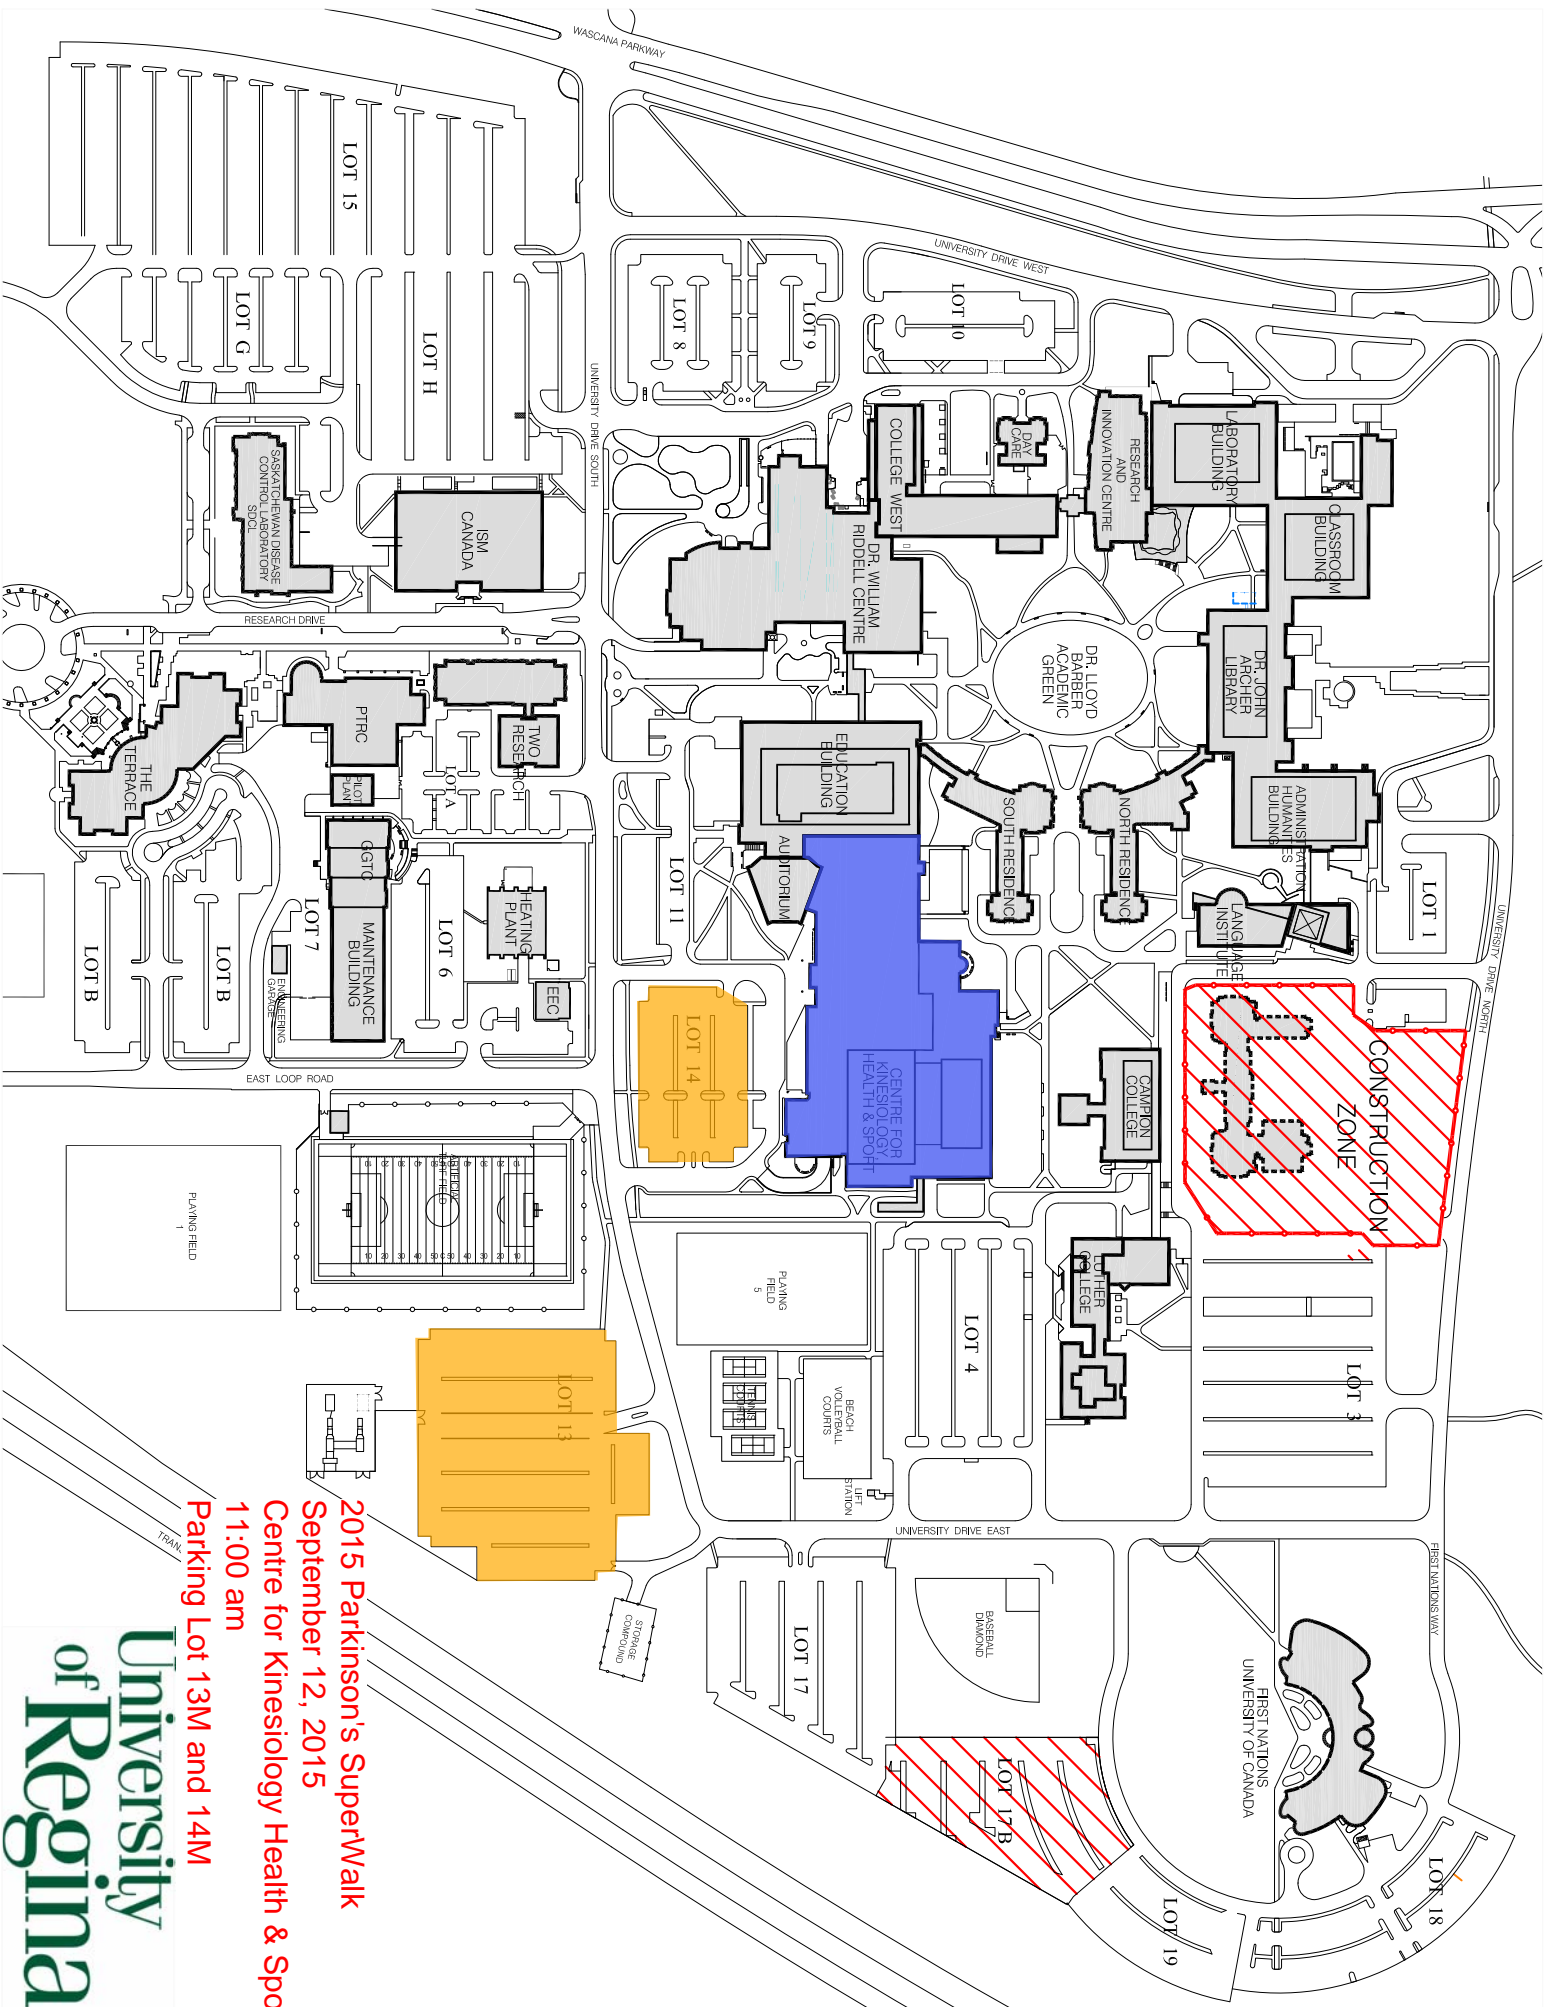 WASCANA PARKWAY
UNIVERSITY DRIVE WEST
UNIVERSITY DRIVE SOUTH
UNIVERSITY DRIVE NORTH
UNIVERSITY DRIVE EAST
FIRST NATIONS WAY
RESEARCH DRIVE
EAST LOOP ROAD
LOT 15
LOT G
LOT H
LOT 8
LOT 9
LOT 10
LABORATORY
BUILDING
RESEARCH
AND
INNOVATION CENTRE
CLASSROOM
BUILDING
DAY
CARE
COLLEGE WEST
DR. WILLIAM
RIDDELL CENTRE
ISM
CANADA
SASKATCHEWAN DISEASE
CONTROL LABORATORY
SDCL
DR. JOHN
ARCHER
LIBRARY
DR. LLOYD
BARBER
ACADEMIC
GREEN
ADMINISTRATION
HUMANITIES
BUILDING
LOT 1
EDUCATION
BUILDING
AUDITORIUM
SOUTH RESIDENCE
NORTH RESIDENCE
LANGUAGE
INSTITUTE
TWO
RESEARCH
PTRC
PILOT
PLANT
THE
TERRACE
LOT A
GGTC
MAINTENANCE
BUILDING
HEATING
PLANT
EEC
LOT 6
LOT 7
LOT B
LOT B
ENGINEERING
GARAGE
LOT 11
LOT 14
CENTRE FOR
KINESIOLOGY
HEALTH & SPORT
CAMPION
COLLEGE
CONSTRUCTION
ZONE
LUTHER
COLLEGE
LOT 3
LOT 4
PLAYING
FIELD
5
PLAYING FIELD
1
ARTIFICIAL
TURF FIELD
TENNIS
COURTS
BEACH
VOLLEYBALL
COURTS
LIFT
STATION
LOT 13
STORAGE
COMPOUND
LOT 17
BASEBALL
DIAMOND
LOT 17 B
FIRST NATIONS
UNIVERSITY OF CANADA
LOT 18
LOT 19
TRAN
2015 Parkinson's SuperWalk
September 12, 2015
Centre for Kinesiology Health & Spo
11:00 am
Parking Lot 13M and 14M
University
of Regina